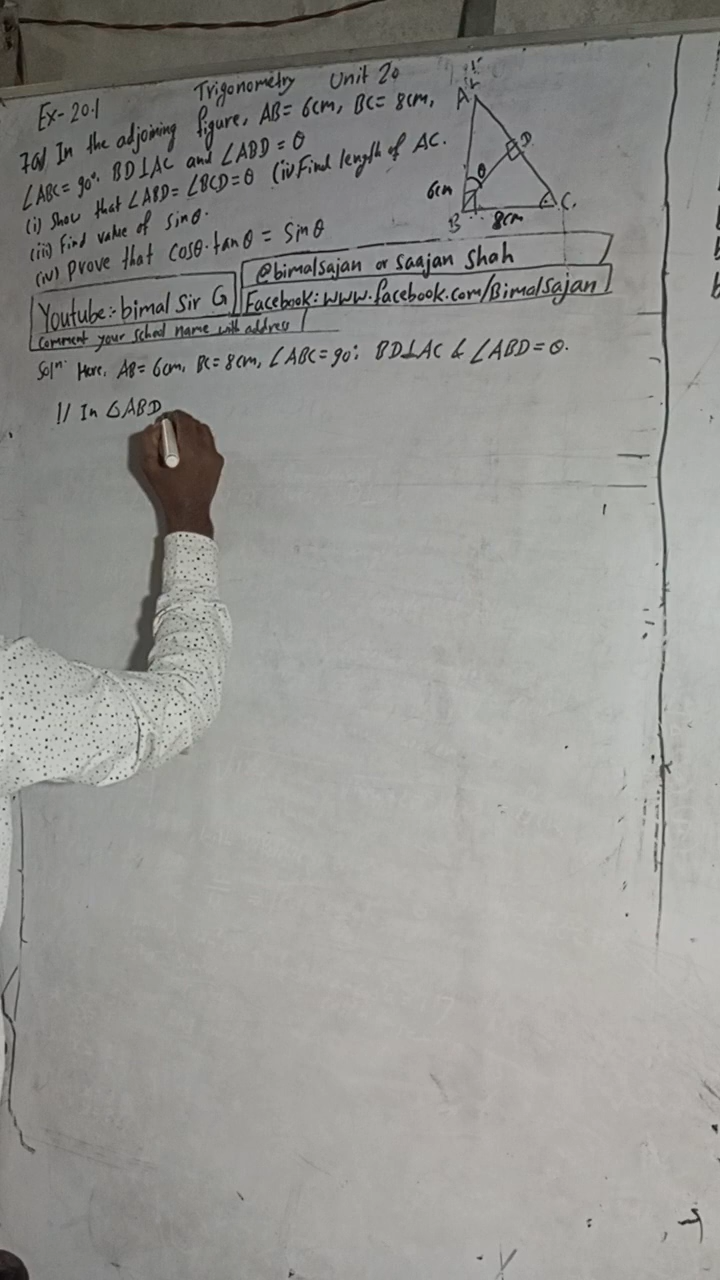 Ex-20.1 Trigonometry Unit 20
7a) In the adjoining figure, AB= 6cm, BC= 8cm,
∠ABC= 90°, BD⊥AC and ∠ABD = θ
(i) Show that ∠ABD= ∠BCD=θ (ii) Find length of AC.
(iii) Find value of sinθ.
(iv) Prove that cosθ.tanθ = sinθ
A
D
θ
6cm
B
8cm
C
@bimalsajan or Saajan Shah
Youtube:- bimal Sir G
Facebook: www.facebook.com/Bimalsajan
Comment your school name with address
Solⁿ: Here, AB= 6cm, BC= 8cm, ∠ABC= 90°, BD⊥AC & ∠ABD= θ.
1// In △ABD